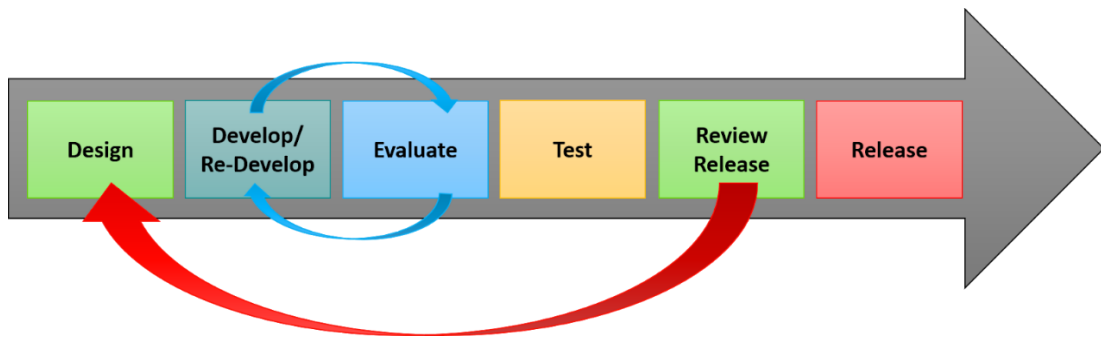 Design
Develop/
Re-Develop
Evaluate
Test
Review
Release
Release